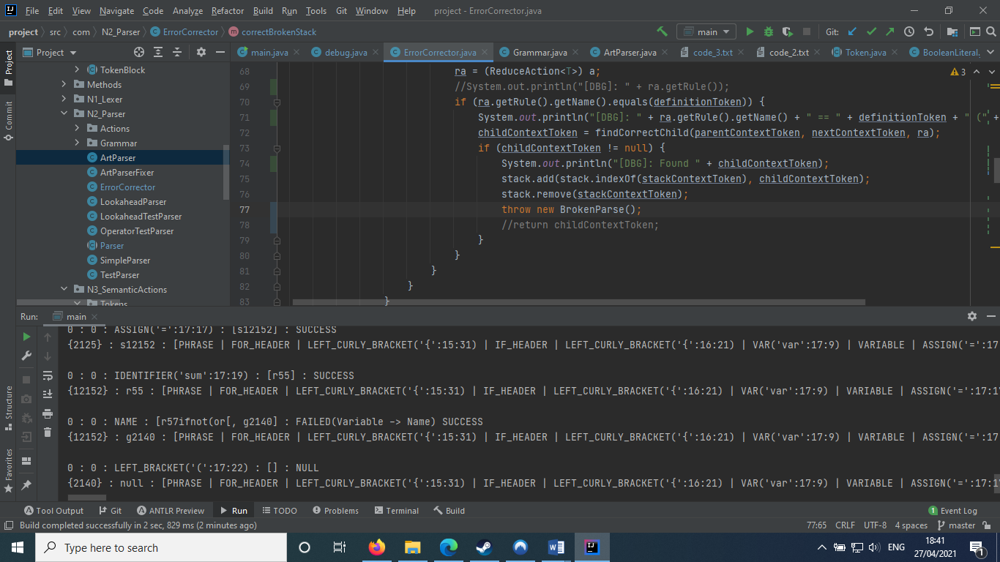 File Edit View Navigate Code Analyze Refactor Build Run Tools Git Window Help project - ErrorCorrector.java
project src com N2_Parser ErrorCorrector correctBrokenStack main Git:
Project main.java debug.java ErrorCorrector.java Grammar.java ArtParser.java code_3.txt code_2.txt Token.java BooleanLiteral.
Project
Commit
Structure
Favorites
TokenBlock
Methods
N1_Lexer
N2_Parser
Actions
Grammar
ArtParser
ArtParserFixer
ErrorCorrector
LookaheadParser
LookaheadTestParser
OperatorTestParser
Parser
SimpleParser
TestParser
N3_SemanticActions
Tokens
3
68 ra = (ReduceAction<T>) a;
69 //System.out.println("[DBG]: " + ra.getRule());
70 if (ra.getRule().getName().equals(definitionToken)) {
71 System.out.println("[DBG]: " + ra.getRule().getName() + " == " + definitionToken + " (" +
72 childContextToken = findCorrectChild(parentContextToken, nextContextToken, ra);
73 if (childContextToken != null) {
74 System.out.println("[DBG]: Found " + childContextToken);
75 stack.add(stack.indexOf(stackContextToken), childContextToken);
76 stack.remove(stackContextToken);
77 throw new BrokenParse();
78 //return childContextToken;
79 }
80 }
81 }
82 }
83 }
Run: main
0 : 0 : ASSIGN('=':17:17) : [s12152] : SUCCESS
{2125} : s12152 : [PHRASE | FOR_HEADER | LEFT_CURLY_BRACKET('{':15:31) | IF_HEADER | LEFT_CURLY_BRACKET('{':16:21) | VAR('var':17:9) | VARIABLE | ASSIGN('=':17
0 : 0 : IDENTIFIER('sum':17:19) : [r55] : SUCCESS
{12152} : r55 : [PHRASE | FOR_HEADER | LEFT_CURLY_BRACKET('{':15:31) | IF_HEADER | LEFT_CURLY_BRACKET('{':16:21) | VAR('var':17:9) | VARIABLE | ASSIGN('=':17:1
0 : 0 : NAME : [r57ifnot(or[, g2140] : FAILED(Variable -> Name) SUCCESS
{12152} : g2140 : [PHRASE | FOR_HEADER | LEFT_CURLY_BRACKET('{':15:31) | IF_HEADER | LEFT_CURLY_BRACKET('{':16:21) | VAR('var':17:9) | VARIABLE | ASSIGN('=':17
0 : 0 : LEFT_BRACKET('(':17:22) : [] : NULL
{2140} : null : [PHRASE | FOR_HEADER | LEFT_CURLY_BRACKET('{':15:31) | IF_HEADER | LEFT_CURLY_BRACKET('{':16:21) | VAR('var':17:9) | VARIABLE | ASSIGN('=':17:1
Tool Output Git ANTLR Preview Run TODO Problems Terminal Build 1 Event Log
Build completed successfully in 2 sec, 829 ms (2 minutes ago) 77:65 CRLF UTF-8 4 spaces master
Type here to search ENG 18:41
27/04/2021 1